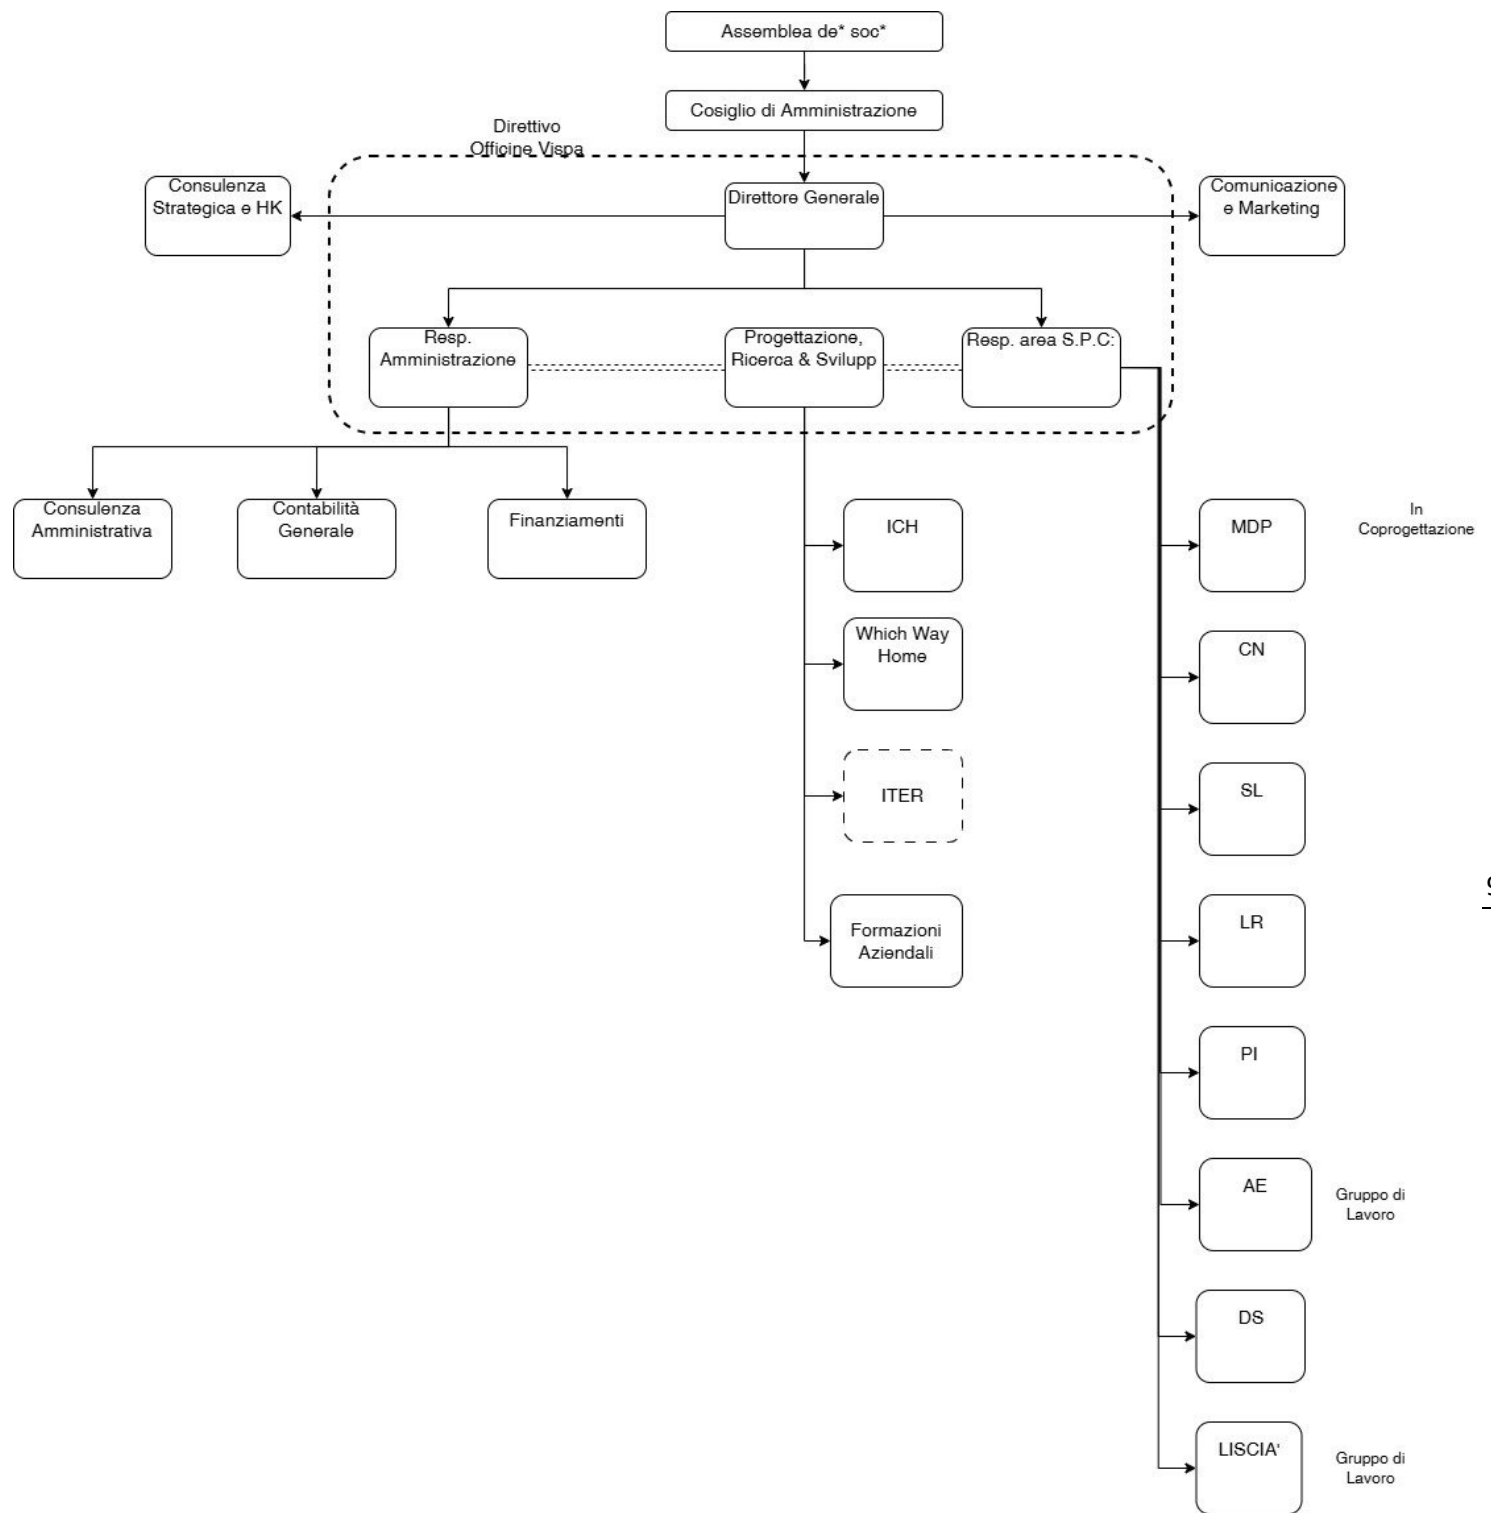 Assemblea de* soc*
Cosiglio di Amministrazione
Direttivo
Officine Vispa
Consulenza
Strategica e HK
Direttore Generale
Comunicazione
e Marketing
Resp.
Amministrazione
Progettazione,
Ricerca & Svilupp
Resp. area S.P.C:
Consulenza
Amministrativa
Contabilità
Generale
Finanziamenti
ICH
MDP
In
Coprogettazione
Which Way
Home
CN
ITER
SL
Formazioni
Aziendali
LR
PI
AE
Gruppo di
Lavoro
DS
LISCIA'
Gruppo di
Lavoro